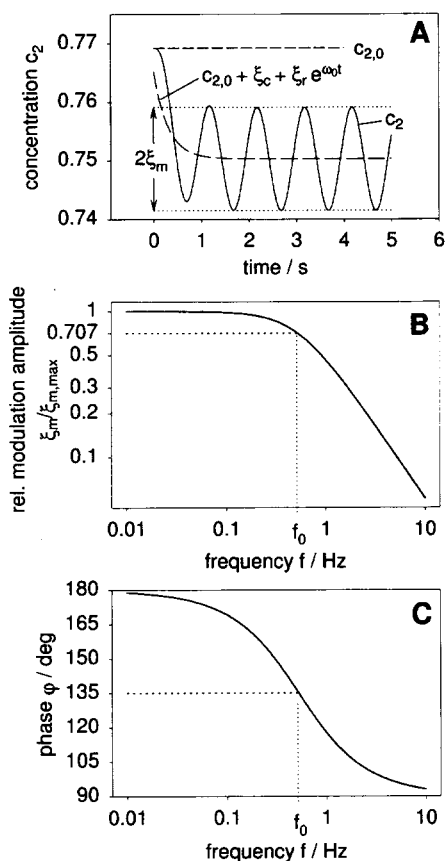 A
concentration c₂
0.77
0.76
0.75
0.74
c₂,₀
c₂,₀ + ξc + ξr e^ω₀t
c₂
2ξm
0 1 2 3 4 5 6
time / s
B
rel. modulation amplitude
ξm/ξm,max
1
0.707
0.5
0.3
0.2
0.1
0.01 0.1 f₀ 1 10
frequency f / Hz
C
phase φ / deg
180
165
150
135
120
105
90
0.01 0.1 f₀ 1 10
frequency f / Hz